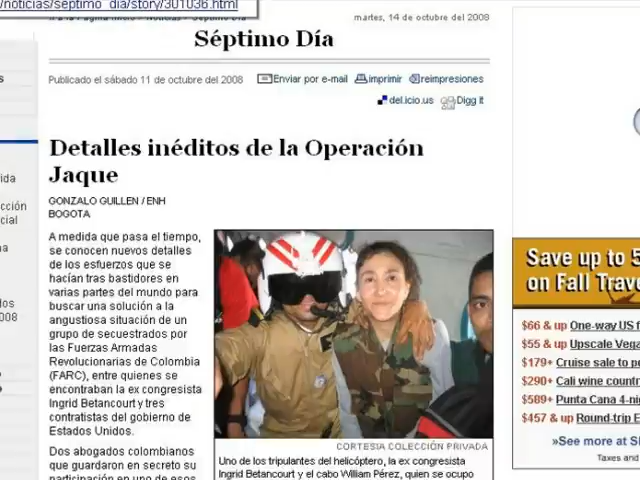 /noticias/septimo_dia/story/301036.html
martes, 14 de octubre del 2008
Séptimo Día
Publicado el sábado 11 de octubre del 2008
Enviar por e-mail
imprimir
reimpresiones
del.icio.us
Digg it
Detalles inéditos de la Operación
Jaque
GONZALO GUILLEN / ENH
BOGOTA
A medida que pasa el tiempo,
se conocen nuevos detalles
de los esfuerzos que se
hacían tras bastidores en
varias partes del mundo para
buscar una solución a la
angustiosa situación de un
grupo de secuestrados por
las Fuerzas Armadas
Revolucionarias de Colombia
(FARC), entre quienes se
encontraban la ex congresista
Ingrid Betancourt y tres
contratistas del gobierno de
Estados Unidos.
Dos abogados colombianos
que guardaron en secreto su
participación en uno de esos
CORTESIA COLECCIÓN PRIVADA
Uno de los tripulantes del helicóptero, la ex congresista
Ingrid Betancourt y el cabo William Pérez, quien se ocupo
Save up to 5
on Fall Trave
$66 & up One-way US f
$55 & up Upscale Vega
$179+ Cruise sale to
$290+ Cali wine count
$589+ Punta Cana 4-ni
$457 & up Round-trip E
»See more at S
Taxes and